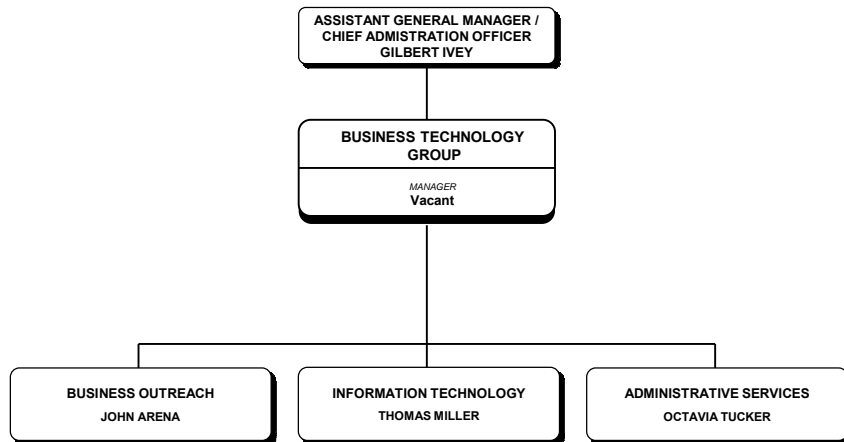 ASSISTANT GENERAL MANAGER /
CHIEF ADMISTRATION OFFICER
GILBERT IVEY
BUSINESS TECHNOLOGY
GROUP
MANAGER
Vacant
BUSINESS OUTREACH
JOHN ARENA
INFORMATION TECHNOLOGY
THOMAS MILLER
ADMINISTRATIVE SERVICES
OCTAVIA TUCKER